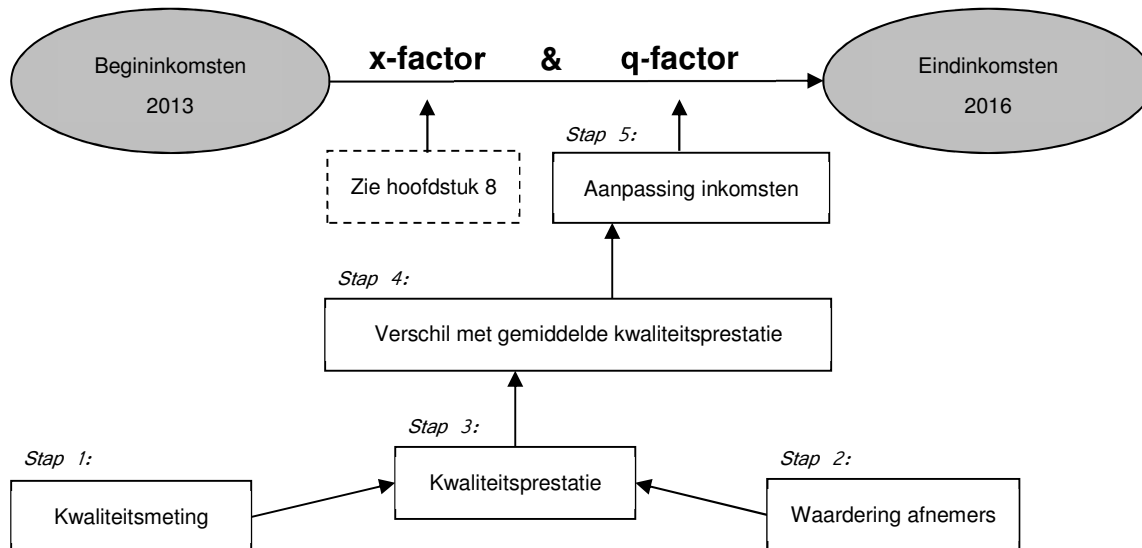 Begininkomsten
2013
x-factor & q-factor
Eindinkomsten
2016
Stap 5:
Zie hoofdstuk 8
Aanpassing inkomsten
Stap 4:
Verschil met gemiddelde kwaliteitsprestatie
Stap 3:
Stap 1:
Kwaliteitsprestatie
Stap 2:
Kwaliteitsmeting
Waardering afnemers